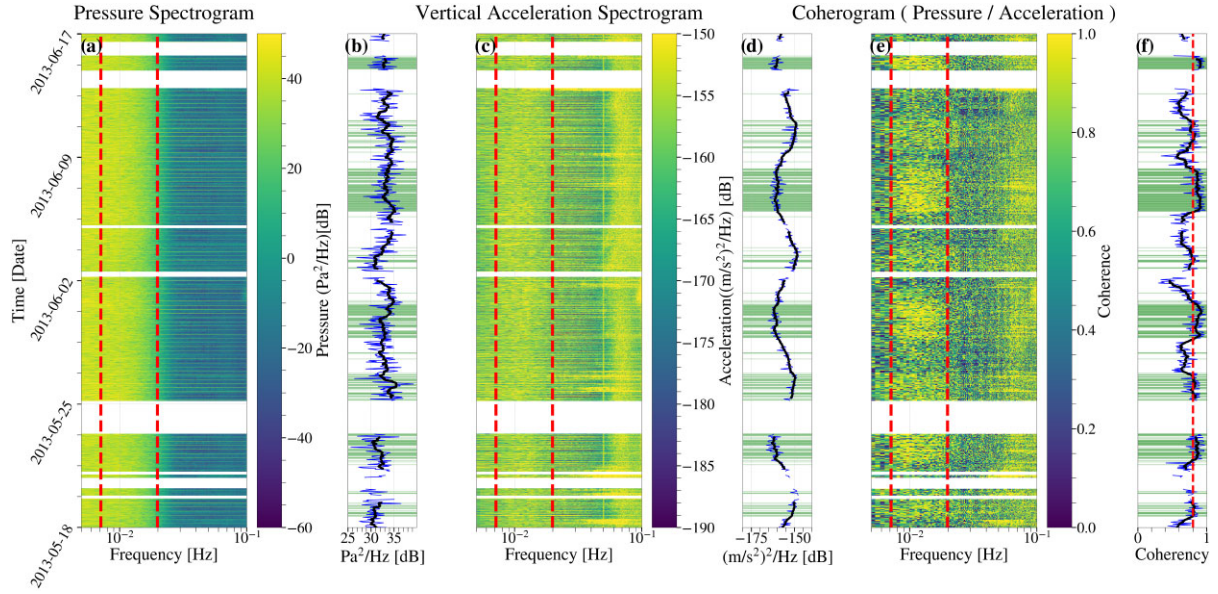 Pressure Spectrogram
Vertical Acceleration Spectrogram
Coherogram ( Pressure / Acceleration )
(a)
(b)
(c)
(d)
(e)
(f)
Time [Date]
2013-06-17
2013-06-09
2013-06-02
2013-05-25
2013-05-18
10⁻²
10⁻¹
Frequency [Hz]
40
20
0
−20
−40
−60
Pressure (Pa²/Hz)[dB]
25 30 35
Pa²/Hz [dB]
10⁻²
10⁻¹
Frequency [Hz]
−150
−155
−160
−165
−170
−175
−180
−185
−190
Acceleration((m/s²)²/Hz) [dB]
−175 −150
(m/s²)²/Hz [dB]
10⁻²
10⁻¹
Frequency [Hz]
1.0
0.8
0.6
0.4
0.2
0.0
Coherence
0 1
Coherency